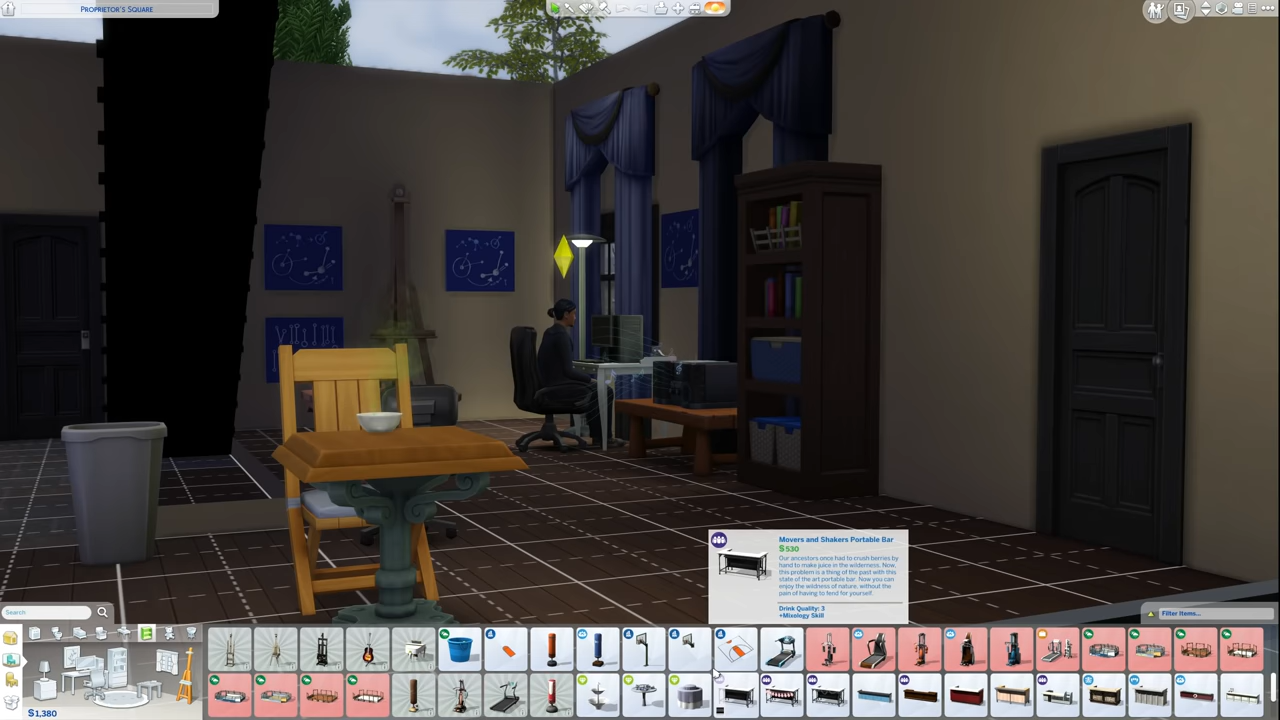 PROPRIETOR'S SQUARE
Movers and Shakers Portable Bar
§530
Our ancestors once had to crush berries by
hand to make juice in the wilderness. Now,
this problem is a thing of the past with this
state of the art portable bar. Now you can
enjoy the wildness of nature, without the
pain of having to fend for yourself.
Drink Quality: 3
+Mixology Skill
Search
Filter Items...
§1,380